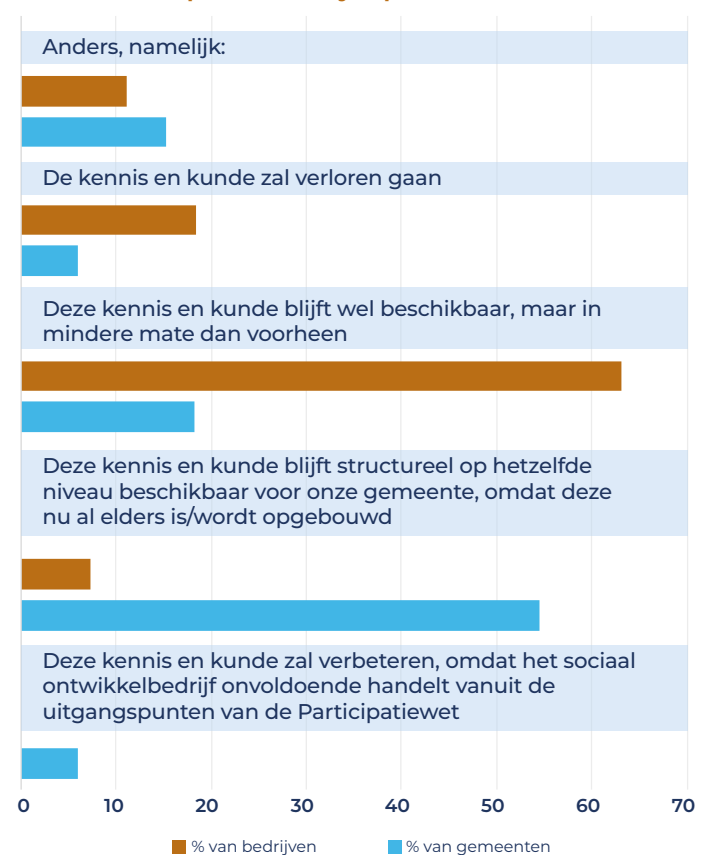 Anders, namelijk:
De kennis en kunde zal verloren gaan
Deze kennis en kunde blijft wel beschikbaar, maar in
mindere mate dan voorheen
Deze kennis en kunde blijft structureel op hetzelfde
niveau beschikbaar voor onze gemeente, omdat deze
nu al elders is/wordt opgebouwd
Deze kennis en kunde zal verbeteren, omdat het sociaal
ontwikkelbedrijf onvoldoende handelt vanuit de
uitgangspunten van de Participatiewet
0 10 20 30 40 50 60 70
% van bedrijven % van gemeenten